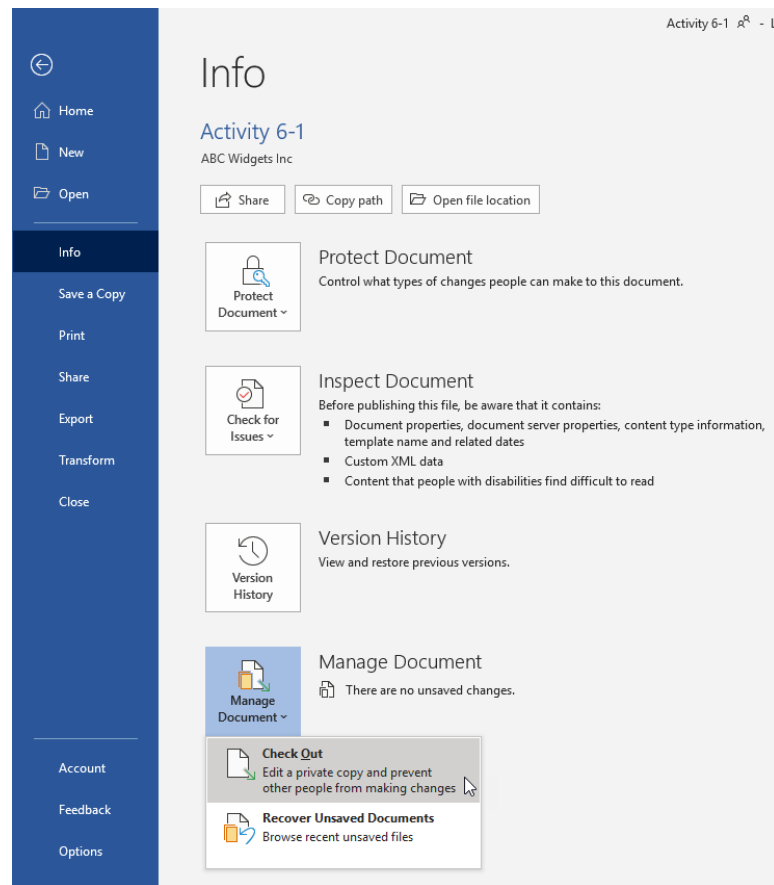 Activity 6-1 - L
Info
Home
New
Open
Info
Save a Copy
Print
Share
Export
Transform
Close
Account
Feedback
Options
Activity 6-1
ABC Widgets Inc
Share
Copy path
Open file location
Protect
Document
Protect Document
Control what types of changes people can make to this document.
Check for
Issues
Inspect Document
Before publishing this file, be aware that it contains:
▪ Document properties, document server properties, content type information,
template name and related dates
▪ Custom XML data
▪ Content that people with disabilities find difficult to read
Version
History
Version History
View and restore previous versions.
Manage
Document
Manage Document
There are no unsaved changes.
Check Out
Edit a private copy and prevent
other people from making changes
Recover Unsaved Documents
Browse recent unsaved files